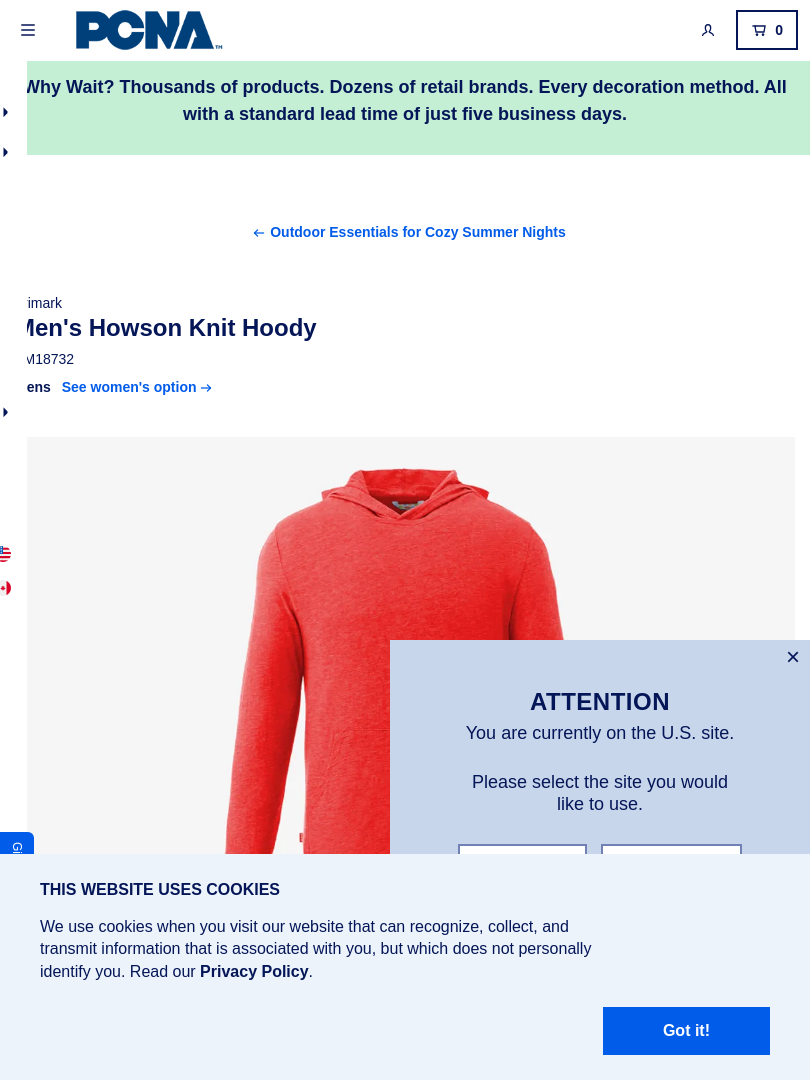 PCNA™
0
Why Wait? Thousands of products. Dozens of retail brands. Every decoration method. All
with a standard lead time of just five business days.
Outdoor Essentials for Cozy Summer Nights
imark
Men's Howson Knit Hoody
M18732
ens See women's option
ATTENTION
You are currently on the U.S. site.
Please select the site you would
like to use.
THIS WEBSITE USES COOKIES
We use cookies when you visit our website that can recognize, collect, and
transmit information that is associated with you, but which does not personally
identify you. Read our Privacy Policy.
Got it!